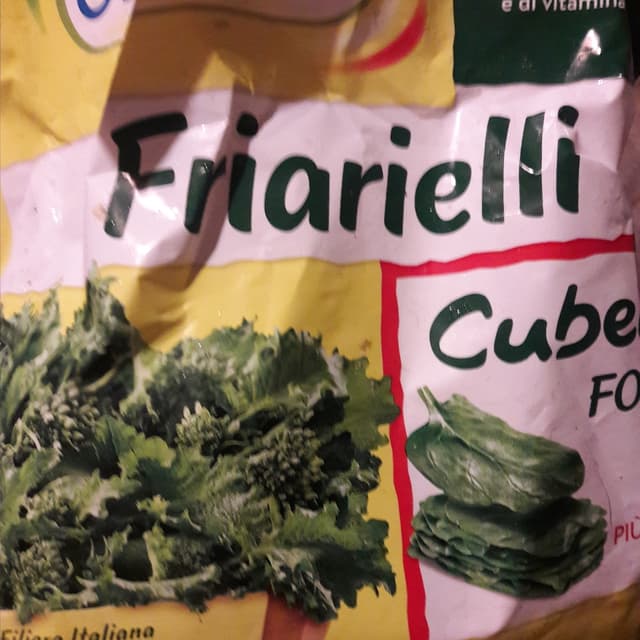 e di vitamina
Friarielli
Cube
FO
PIÙ
Filiera Italiana